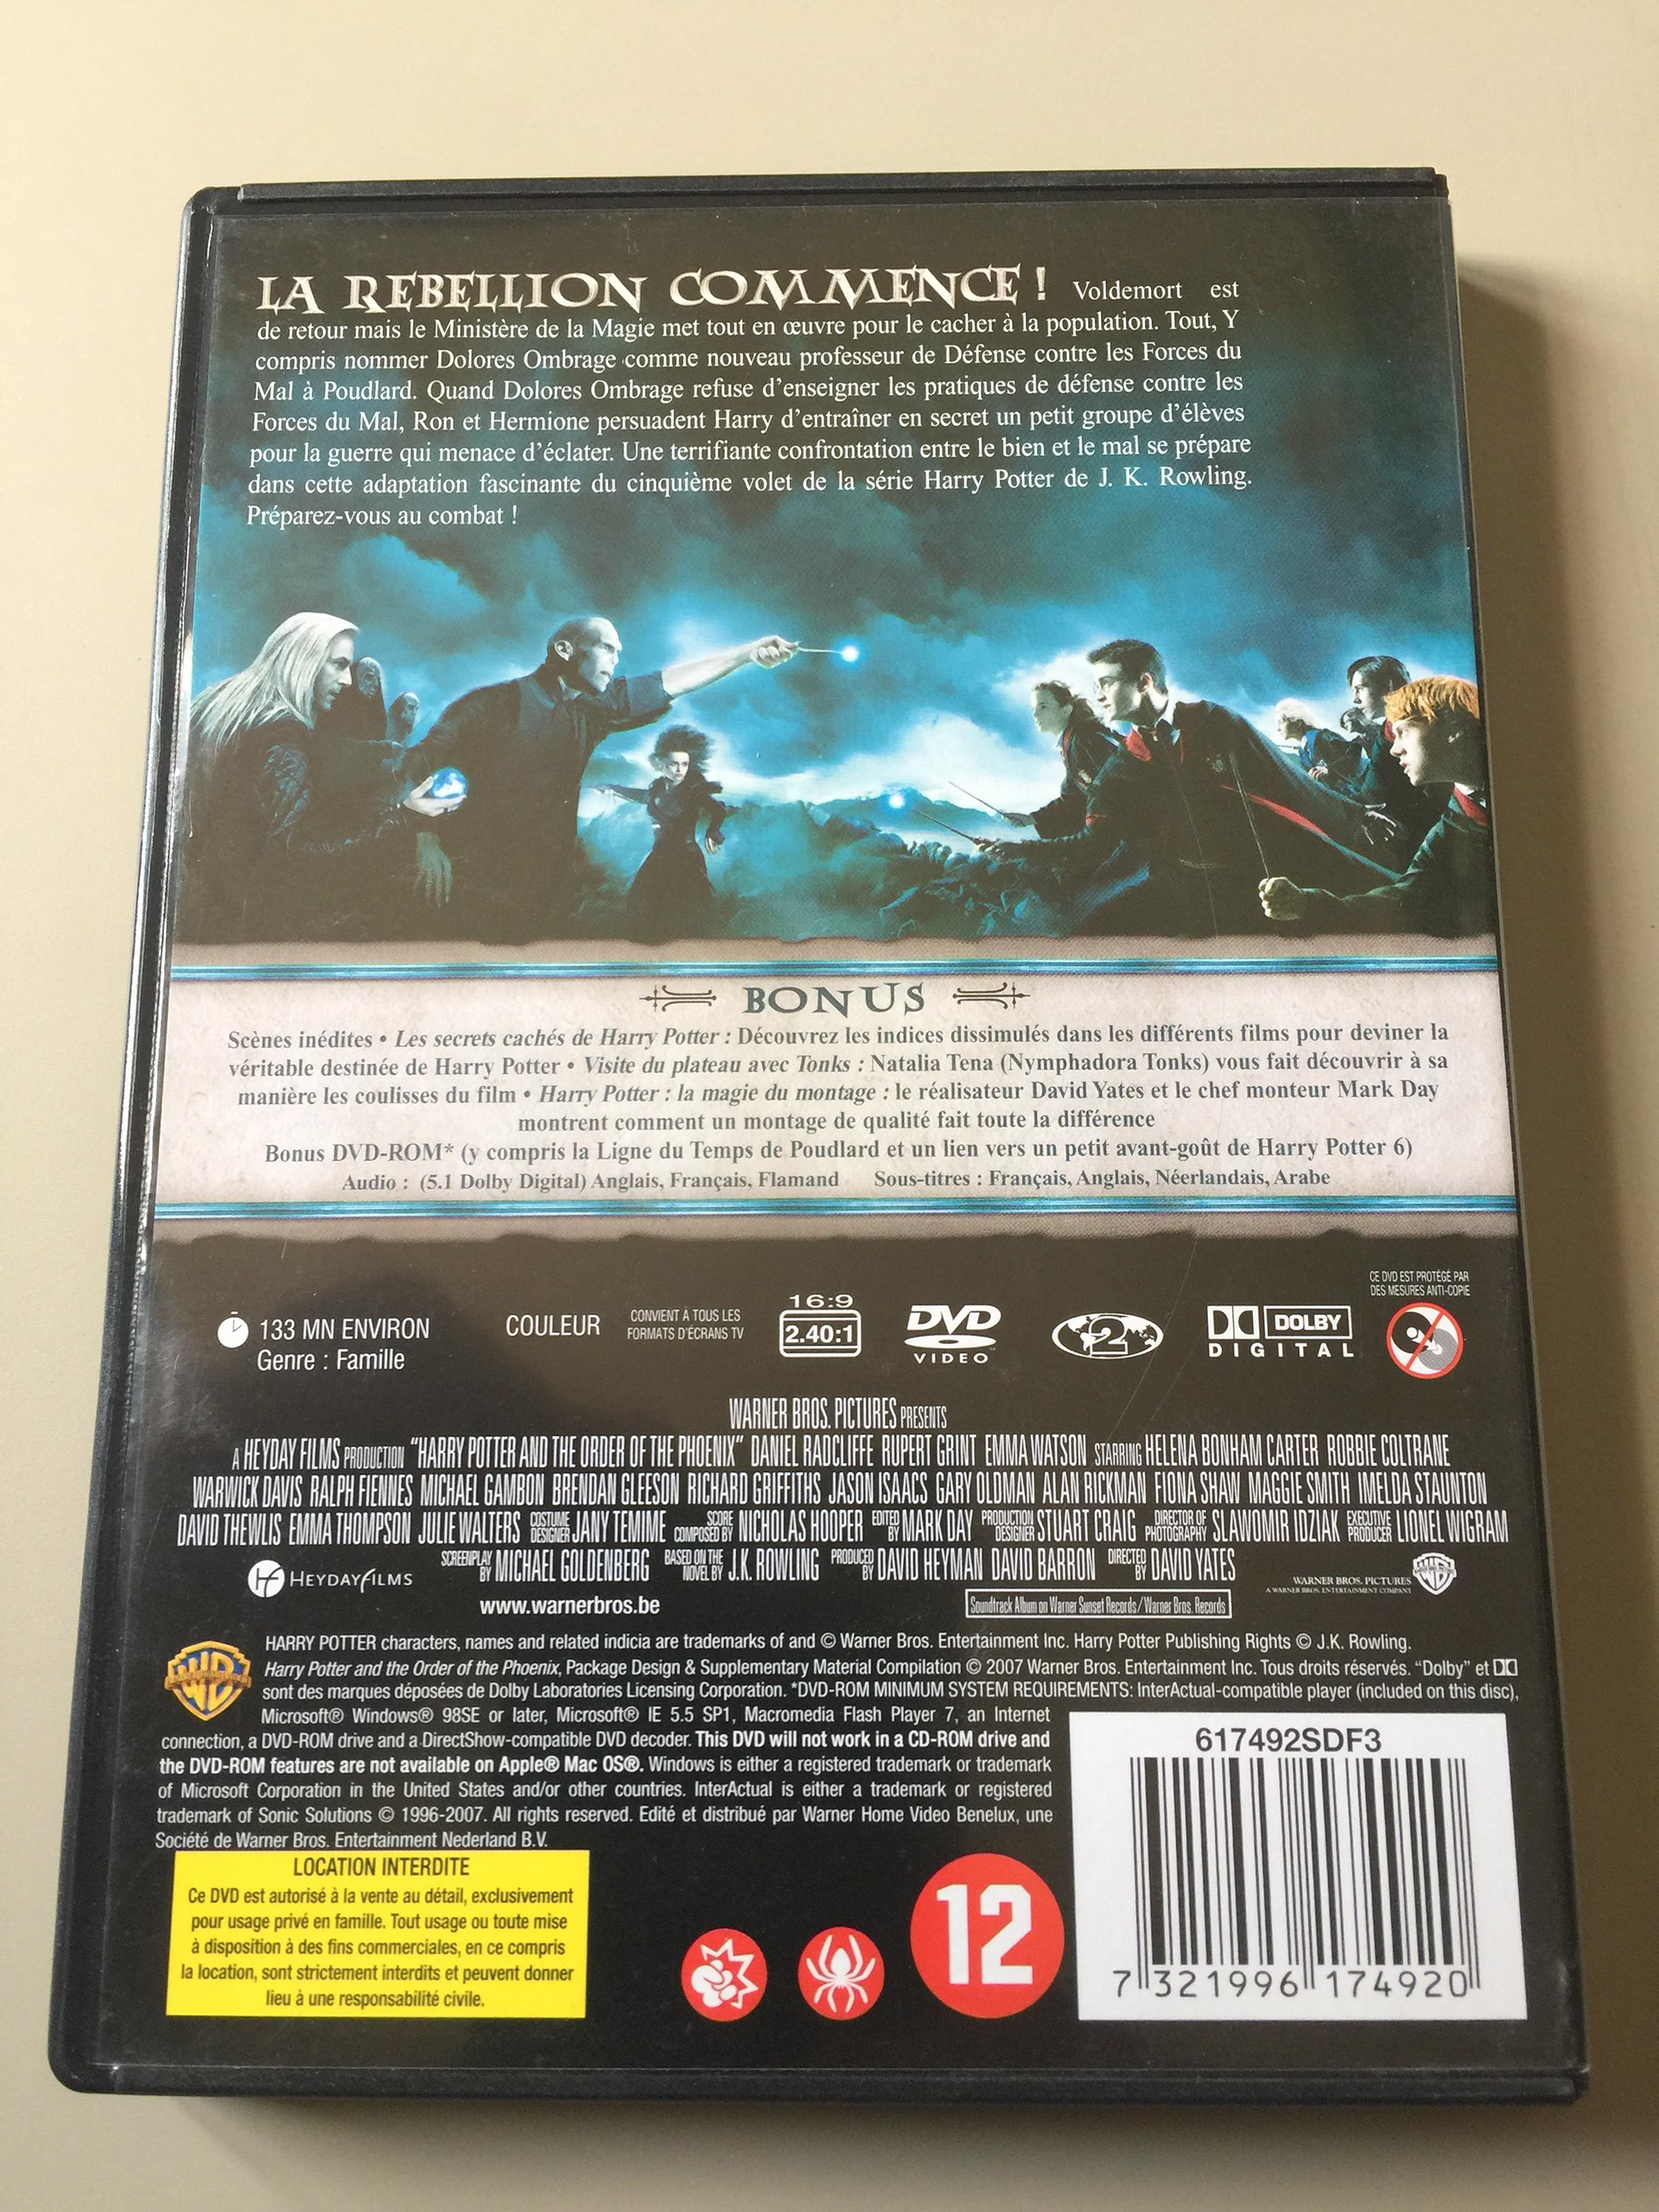 LA REBELLION COMMENCE ! Voldemort est
de retour mais le Ministère de la Magie met tout en œuvre pour le cacher à la population. Tout, Y
compris nommer Dolores Ombrage comme nouveau professeur de Défense contre les Forces du
Mal à Poudlard. Quand Dolores Ombrage refuse d'enseigner les pratiques de défense contre les
Forces du Mal, Ron et Hermione persuadent Harry d'entraîner en secret un petit groupe d'élèves
pour la guerre qui menace d'éclater. Une terrifiante confrontation entre le bien et le mal se prépare
dans cette adaptation fascinante du cinquième volet de la série Harry Potter de J. K. Rowling.
Préparez-vous au combat !
BONUS
Scènes inédites • Les secrets cachés de Harry Potter : Découvrez les indices dissimulés dans les différents films pour deviner la
véritable destinée de Harry Potter • Visite du plateau avec Tonks : Natalia Tena (Nymphadora Tonks) vous fait découvrir à sa
manière les coulisses du film • Harry Potter : la magie du montage : le réalisateur David Yates et le chef monteur Mark Day
montrent comment un montage de qualité fait toute la différence
Bonus DVD-ROM* (y compris la Ligne du Temps de Poudlard et un lien vers un petit avant-goût de Harry Potter 6)
Audio : (5.1 Dolby Digital) Anglais, Français, Flamand Sous-titres : Français, Anglais, Néerlandais, Arabe
CE DVD EST PROTÉGÉ PAR
DES MESURES ANTI-COPIE
133 MN ENVIRON
Genre : Famille
COULEUR
CONVIENT À TOUS LES
FORMATS D'ÉCRANS TV
16:9
2.40:1
DVD
VIDEO
2
DOLBY
DIGITAL
WARNER BROS. PICTURES PRESENTS
A HEYDAY FILMS PRODUCTION "HARRY POTTER AND THE ORDER OF THE PHOENIX" DANIEL RADCLIFFE RUPERT GRINT EMMA WATSON STARRING HELENA BONHAM CARTER ROBBIE COLTRANE
WARWICK DAVIS RALPH FIENNES MICHAEL GAMBON BRENDAN GLEESON RICHARD GRIFFITHS JASON ISAACS GARY OLDMAN ALAN RICKMAN FIONA SHAW MAGGIE SMITH IMELDA STAUNTON
DAVID THEWLIS EMMA THOMPSON JULIE WALTERS COSTUME DESIGNER JANY TEMIME SCORE COMPOSED BY NICHOLAS HOOPER EDITED BY MARK DAY PRODUCTION DESIGNER STUART CRAIG DIRECTOR OF PHOTOGRAPHY SLAWOMIR IDZIAK EXECUTIVE PRODUCER LIONEL WIGRAM
SCREENPLAY BY MICHAEL GOLDENBERG BASED ON THE NOVEL BY J.K. ROWLING PRODUCED BY DAVID HEYMAN DAVID BARRON DIRECTED BY DAVID YATES
HEYDAY FILMS
WARNER BROS. PICTURES
A WARNER BROS. ENTERTAINMENT COMPANY
www.warnerbros.be
Soundtrack Album on Warner Sunset Records/Warner Bros. Records
HARRY POTTER characters, names and related indicia are trademarks of and © Warner Bros. Entertainment Inc. Harry Potter Publishing Rights © J.K. Rowling.
Harry Potter and the Order of the Phoenix, Package Design & Supplementary Material Compilation © 2007 Warner Bros. Entertainment Inc. Tous droits réservés. "Dolby" et
sont des marques déposées de Dolby Laboratories Licensing Corporation. *DVD-ROM MINIMUM SYSTEM REQUIREMENTS: InterActual-compatible player (included on this disc),
Microsoft® Windows® 98SE or later, Microsoft® IE 5.5 SP1, Macromedia Flash Player 7, an Internet
connection, a DVD-ROM drive and a DirectShow-compatible DVD decoder. This DVD will not work in a CD-ROM drive and
the DVD-ROM features are not available on Apple® Mac OS®. Windows is either a registered trademark or trademark
of Microsoft Corporation in the United States and/or other countries. InterActual is either a trademark or registered
trademark of Sonic Solutions © 1996-2007. All rights reserved. Edité et distribué par Warner Home Video Benelux, une
Société de Warner Bros. Entertainment Nederland B.V.
LOCATION INTERDITE
Ce DVD est autorisé à la vente au détail, exclusivement
pour usage privé en famille. Tout usage ou toute mise
à disposition à des fins commerciales, en ce compris
la location, sont strictement interdits et peuvent donner
lieu à une responsabilité civile.
12
617492SDF3
7 321996 174920